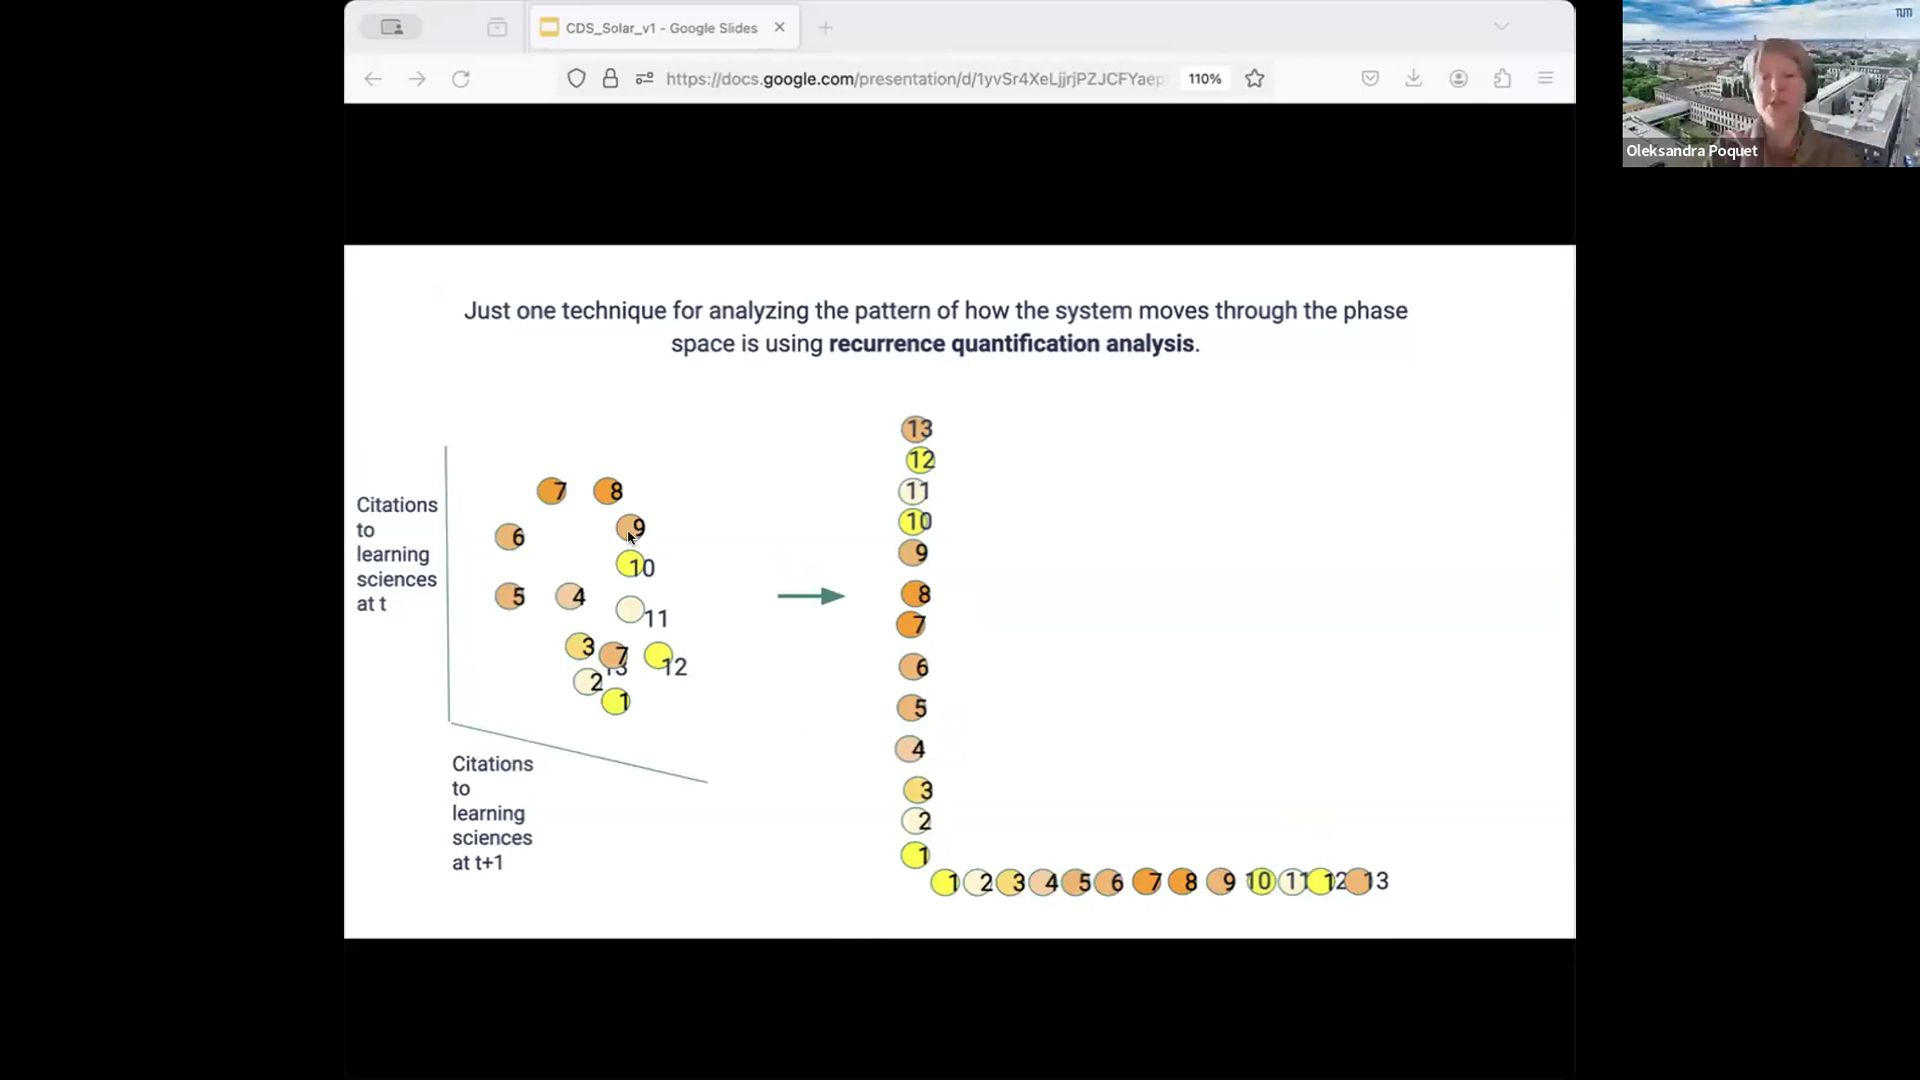 CDS_Solar_v1 - Google Slides
https://docs.google.com/presentation/d/1yvSr4XeLjjrjPZJCFYaep
110%
TUM
Oleksandra Poquet
Just one technique for analyzing the pattern of how the system moves through the phase
space is using recurrence quantification analysis.
Citations
to
learning
sciences
at t
7 8
6 9
10
5 4
11
3 7 12
13
2
1
Citations
to
learning
sciences
at t+1
13
12
11
10
9
8
7
6
5
4
3
2
1
1 2 3 4 5 6 7 8 9 10 11 12 13